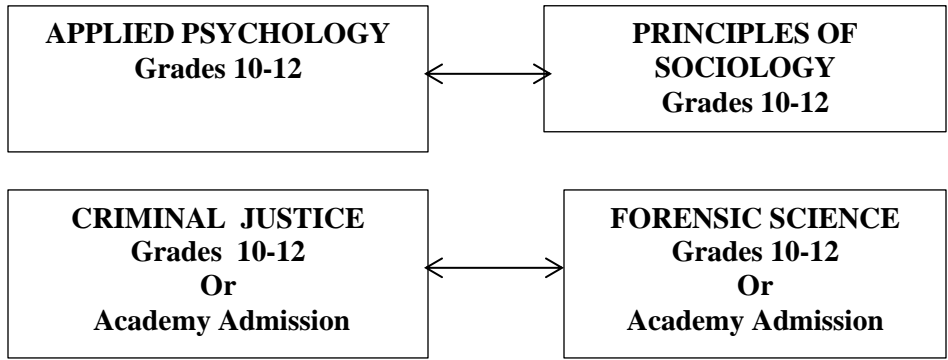 APPLIED PSYCHOLOGY
Grades 10-12
PRINCIPLES OF
SOCIOLOGY
Grades 10-12
CRIMINAL JUSTICE
Grades 10-12
Or
Academy Admission
FORENSIC SCIENCE
Grades 10-12
Or
Academy Admission